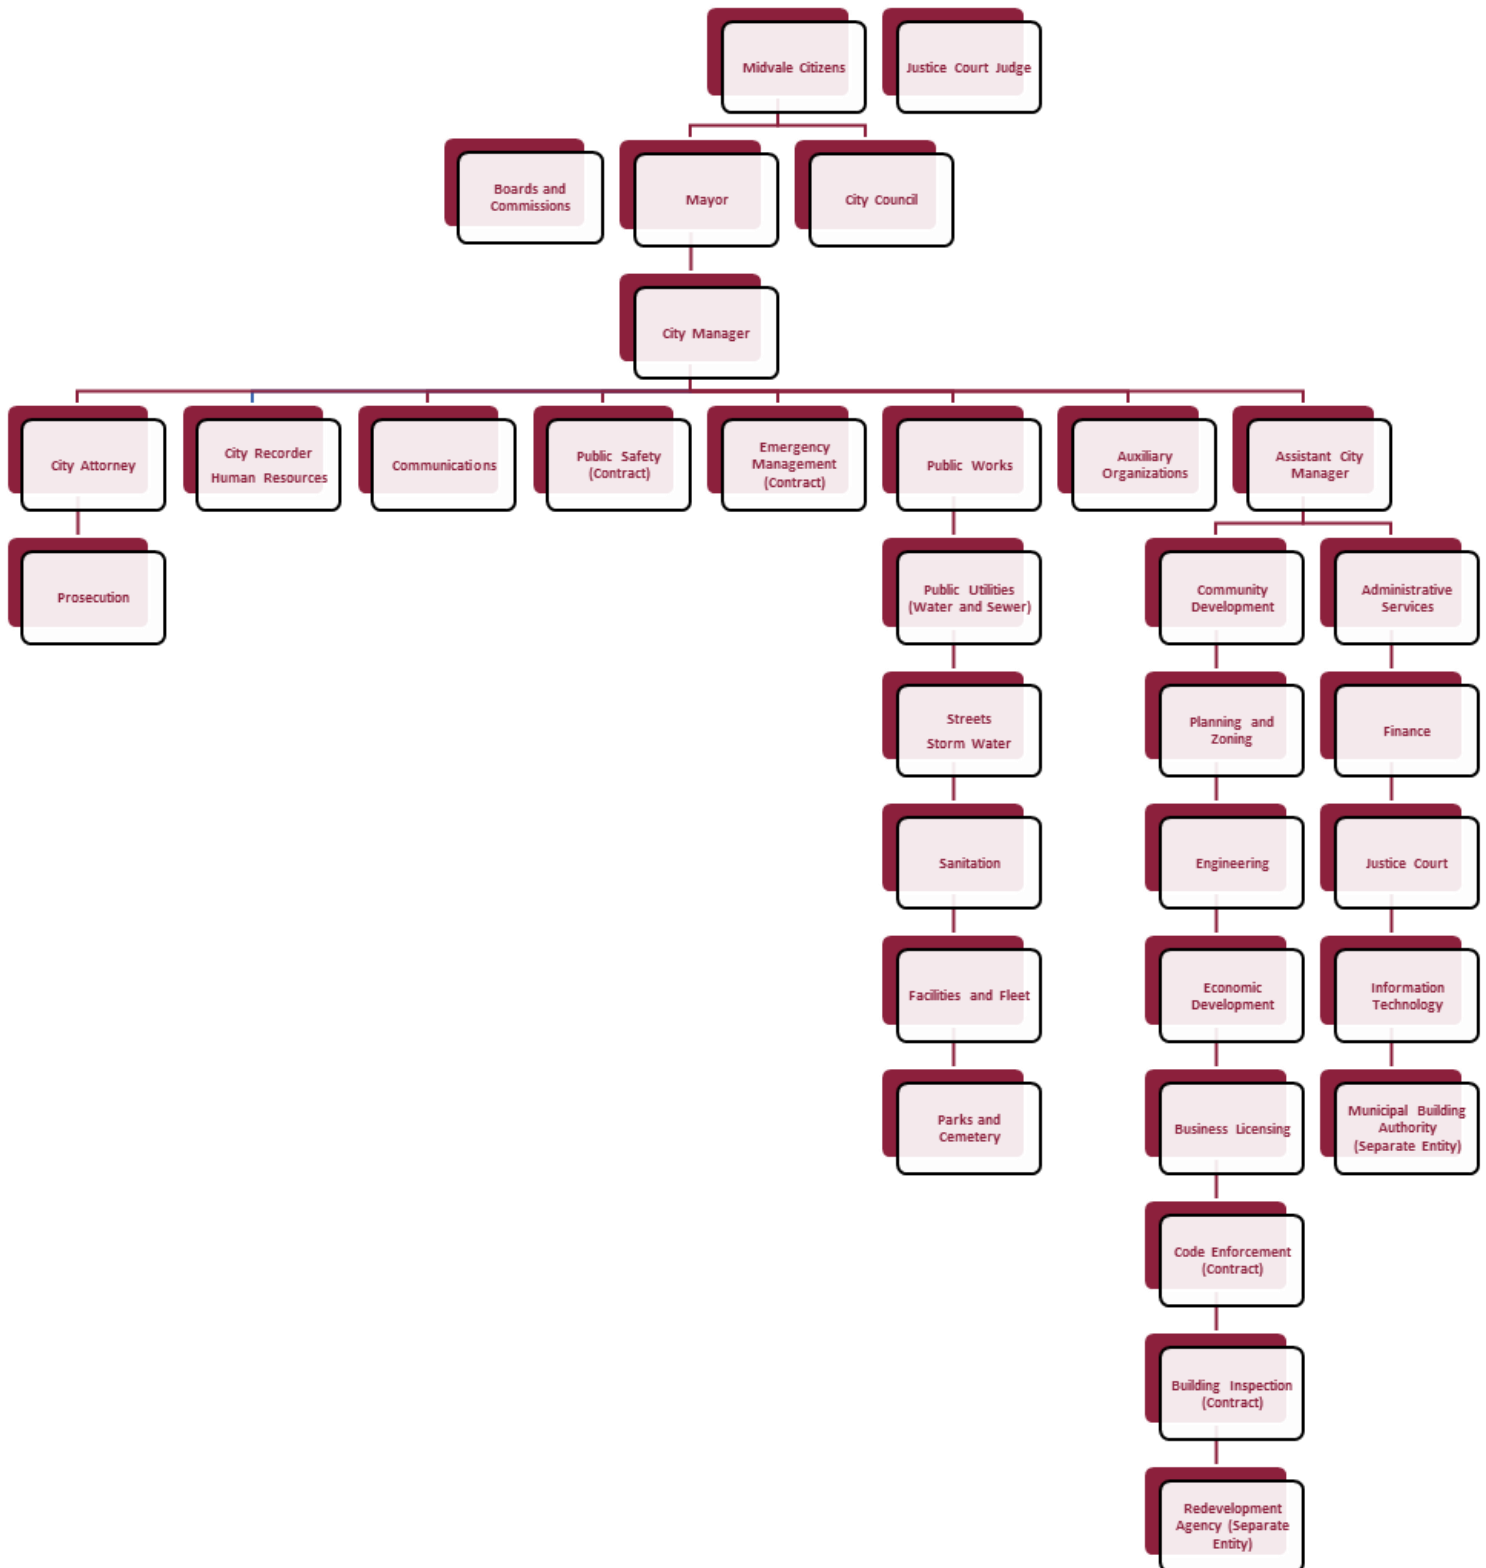 Midvale Citizens
Justice Court Judge
Boards and
Commissions
Mayor
City Council
City Manager
City Attorney
City Recorder
Human Resources
Communications
Public Safety
(Contract)
Emergency
Management
(Contract)
Public Works
Auxiliary
Organizations
Assistant City
Manager
Prosecution
Public Utilities
(Water and Sewer)
Community
Development
Administrative
Services
Streets
Storm Water
Planning and
Zoning
Finance
Sanitation
Engineering
Justice Court
Facilities and Fleet
Economic
Development
Information
Technology
Parks and
Cemetery
Business Licensing
Municipal Building
Authority
(Separate Entity)
Code Enforcement
(Contract)
Building Inspection
(Contract)
Redevelopment
Agency (Separate
Entity)